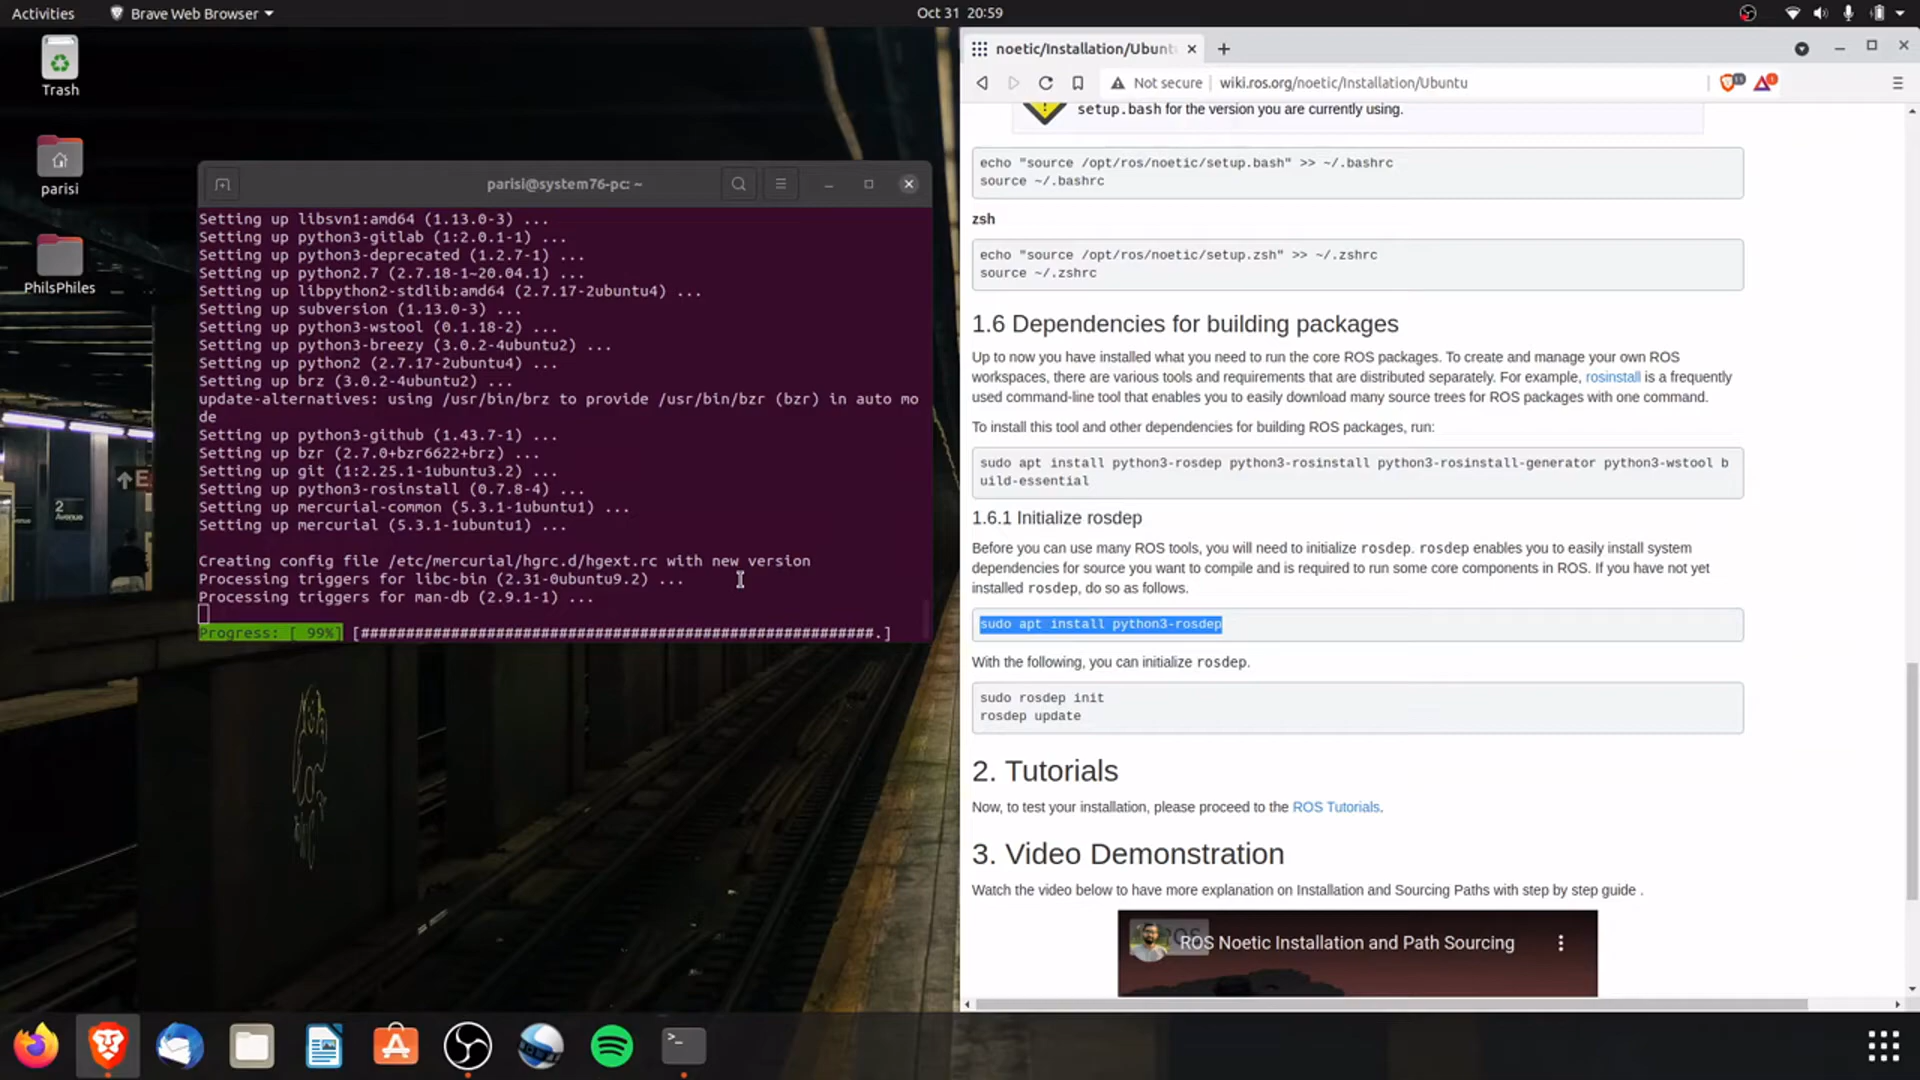 Activities
Brave Web Browser
Oct 31 20:59
Trash
parisi
PhilsPhiles
2
Avenue
E
parisi@system76-pc: ~
Setting up libsvn1:amd64 (1.13.0-3) ...
Setting up python3-gitlab (1:2.0.1-1) ...
Setting up python3-deprecated (1.2.7-1) ...
Setting up python2.7 (2.7.18-1~20.04.1) ...
Setting up libpython2-stdlib:amd64 (2.7.17-2ubuntu4) ...
Setting up subversion (1.13.0-3) ...
Setting up python3-wstool (0.1.18-2) ...
Setting up python3-breezy (3.0.2-4ubuntu2) ...
Setting up python2 (2.7.17-2ubuntu4) ...
Setting up brz (3.0.2-4ubuntu2) ...
update-alternatives: using /usr/bin/brz to provide /usr/bin/bzr (bzr) in auto mo
de
Setting up python3-github (1.43.7-1) ...
Setting up bzr (2.7.0+bzr6622+brz) ...
Setting up git (1:2.25.1-1ubuntu3.2) ...
Setting up python3-rosinstall (0.7.8-4) ...
Setting up mercurial-common (5.3.1-1ubuntu1) ...
Setting up mercurial (5.3.1-1ubuntu1) ...
Creating config file /etc/mercurial/hgrc.d/hgext.rc with new version
Processing triggers for libc-bin (2.31-0ubuntu9.2) ...
Processing triggers for man-db (2.9.1-1) ...
Progress: [ 99%] [#########################################################.]
noetic/Installation/Ubunt
Not secure wiki.ros.org/noetic/Installation/Ubuntu
setup.bash for the version you are currently using.
echo "source /opt/ros/noetic/setup.bash" >> ~/.bashrc
source ~/.bashrc
zsh
echo "source /opt/ros/noetic/setup.zsh" >> ~/.zshrc
source ~/.zshrc
1.6 Dependencies for building packages
Up to now you have installed what you need to run the core ROS packages. To create and manage your own ROS
workspaces, there are various tools and requirements that are distributed separately. For example, rosinstall is a frequently
used command-line tool that enables you to easily download many source trees for ROS packages with one command.
To install this tool and other dependencies for building ROS packages, run:
sudo apt install python3-rosdep python3-rosinstall python3-rosinstall-generator python3-wstool b
uild-essential
1.6.1 Initialize rosdep
Before you can use many ROS tools, you will need to initialize rosdep. rosdep enables you to easily install system
dependencies for source you want to compile and is required to run some core components in ROS. If you have not yet
installed rosdep, do so as follows.
sudo apt install python3-rosdep
With the following, you can initialize rosdep.
sudo rosdep init
rosdep update
2. Tutorials
Now, to test your installation, please proceed to the ROS Tutorials.
3. Video Demonstration
Watch the video below to have more explanation on Installation and Sourcing Paths with step by step guide .
ROS Noetic Installation and Path Sourcing